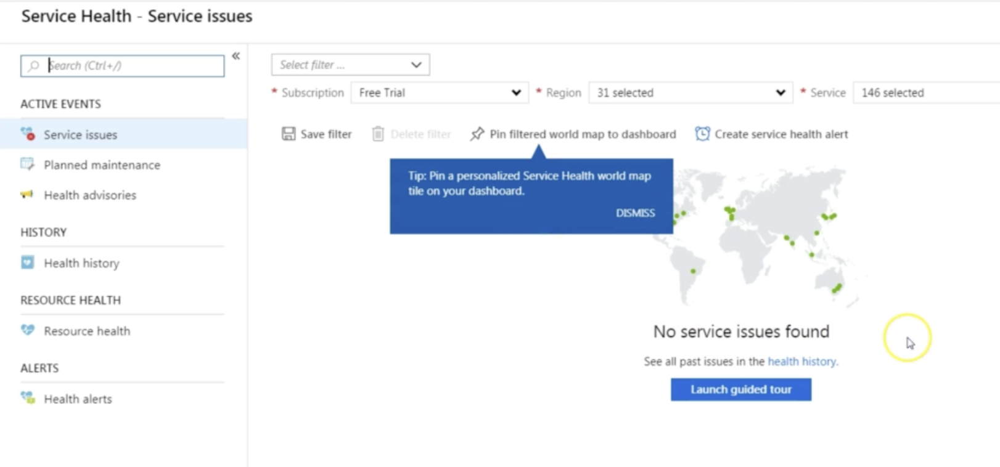 Service Health - Service issues
Search (Ctrl+/)
«
ACTIVE EVENTS
Service issues
Planned maintenance
Health advisories
HISTORY
Health history
RESOURCE HEALTH
Resource health
ALERTS
Health alerts
Select filter ...
* Subscription Free Trial * Region 31 selected * Service 146 selected
Save filter Delete filter Pin filtered world map to dashboard Create service health alert
Tip: Pin a personalized Service Health world map
tile on your dashboard.
DISMISS
No service issues found
See all past issues in the health history.
Launch guided tour